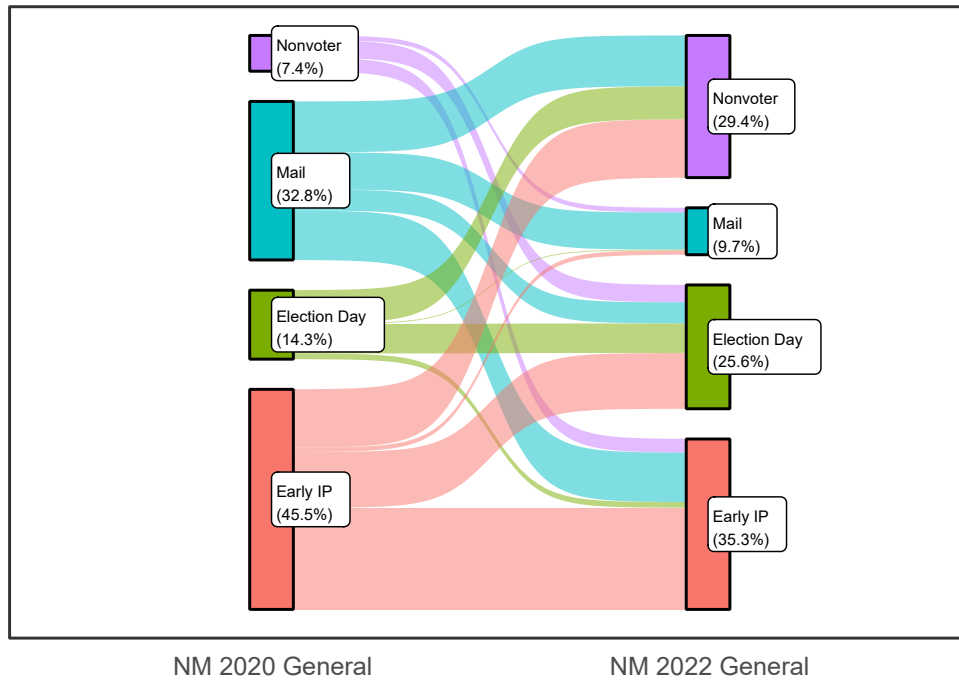 Nonvoter
(7.4%)
Mail
(32.8%)
Election Day
(14.3%)
Early IP
(45.5%)
Nonvoter
(29.4%)
Mail
(9.7%)
Election Day
(25.6%)
Early IP
(35.3%)
NM 2020 General
NM 2022 General